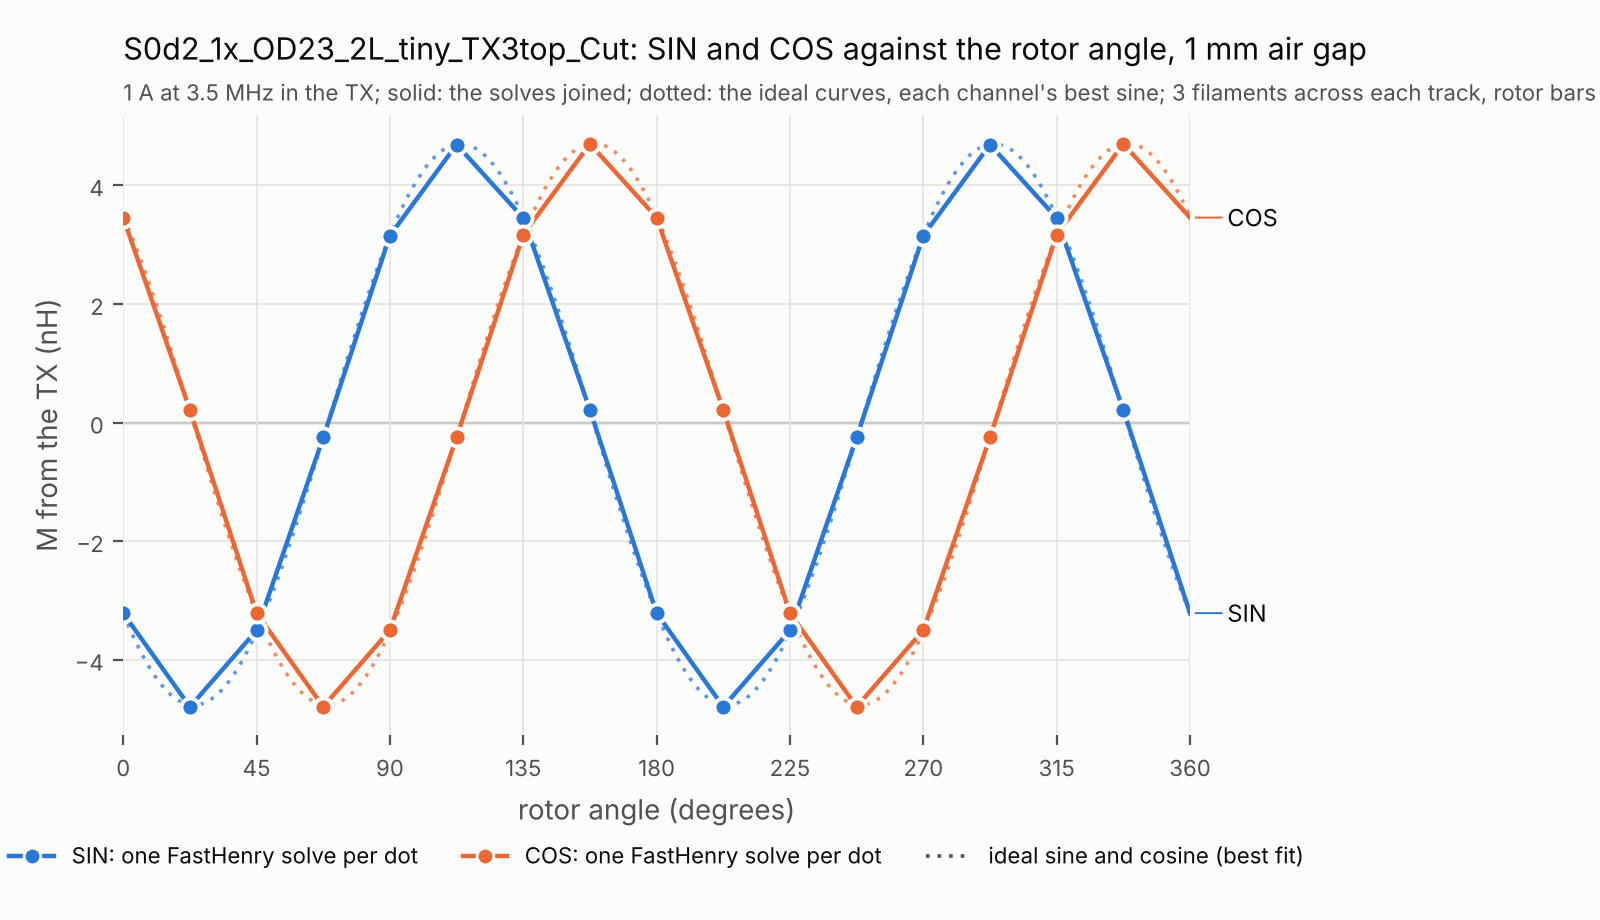 S0d2_1x_OD23_2L_tiny_TX3top_Cut: SIN and COS against the rotor angle, 1 mm air gap
1 A at 3.5 MHz in the TX; solid: the solves joined; dotted: the ideal curves, each channel's best sine; 3 filaments across each track, rotor bars
M from the TX (nH)
4
2
0
−2
−4
COS
SIN
0 45 90 135 180 225 270 315 360
rotor angle (degrees)
SIN: one FastHenry solve per dot COS: one FastHenry solve per dot ideal sine and cosine (best fit)